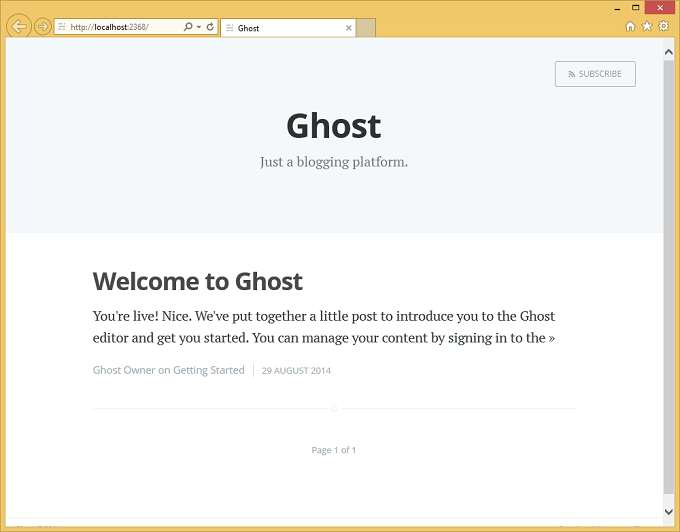 http://localhost:2368/
Ghost
SUBSCRIBE
Ghost
Just a blogging platform.
Welcome to Ghost
You're live! Nice. We've put together a little post to introduce you to the Ghost
editor and get you started. You can manage your content by signing in to the »
Ghost Owner on Getting Started
29 AUGUST 2014
Page 1 of 1